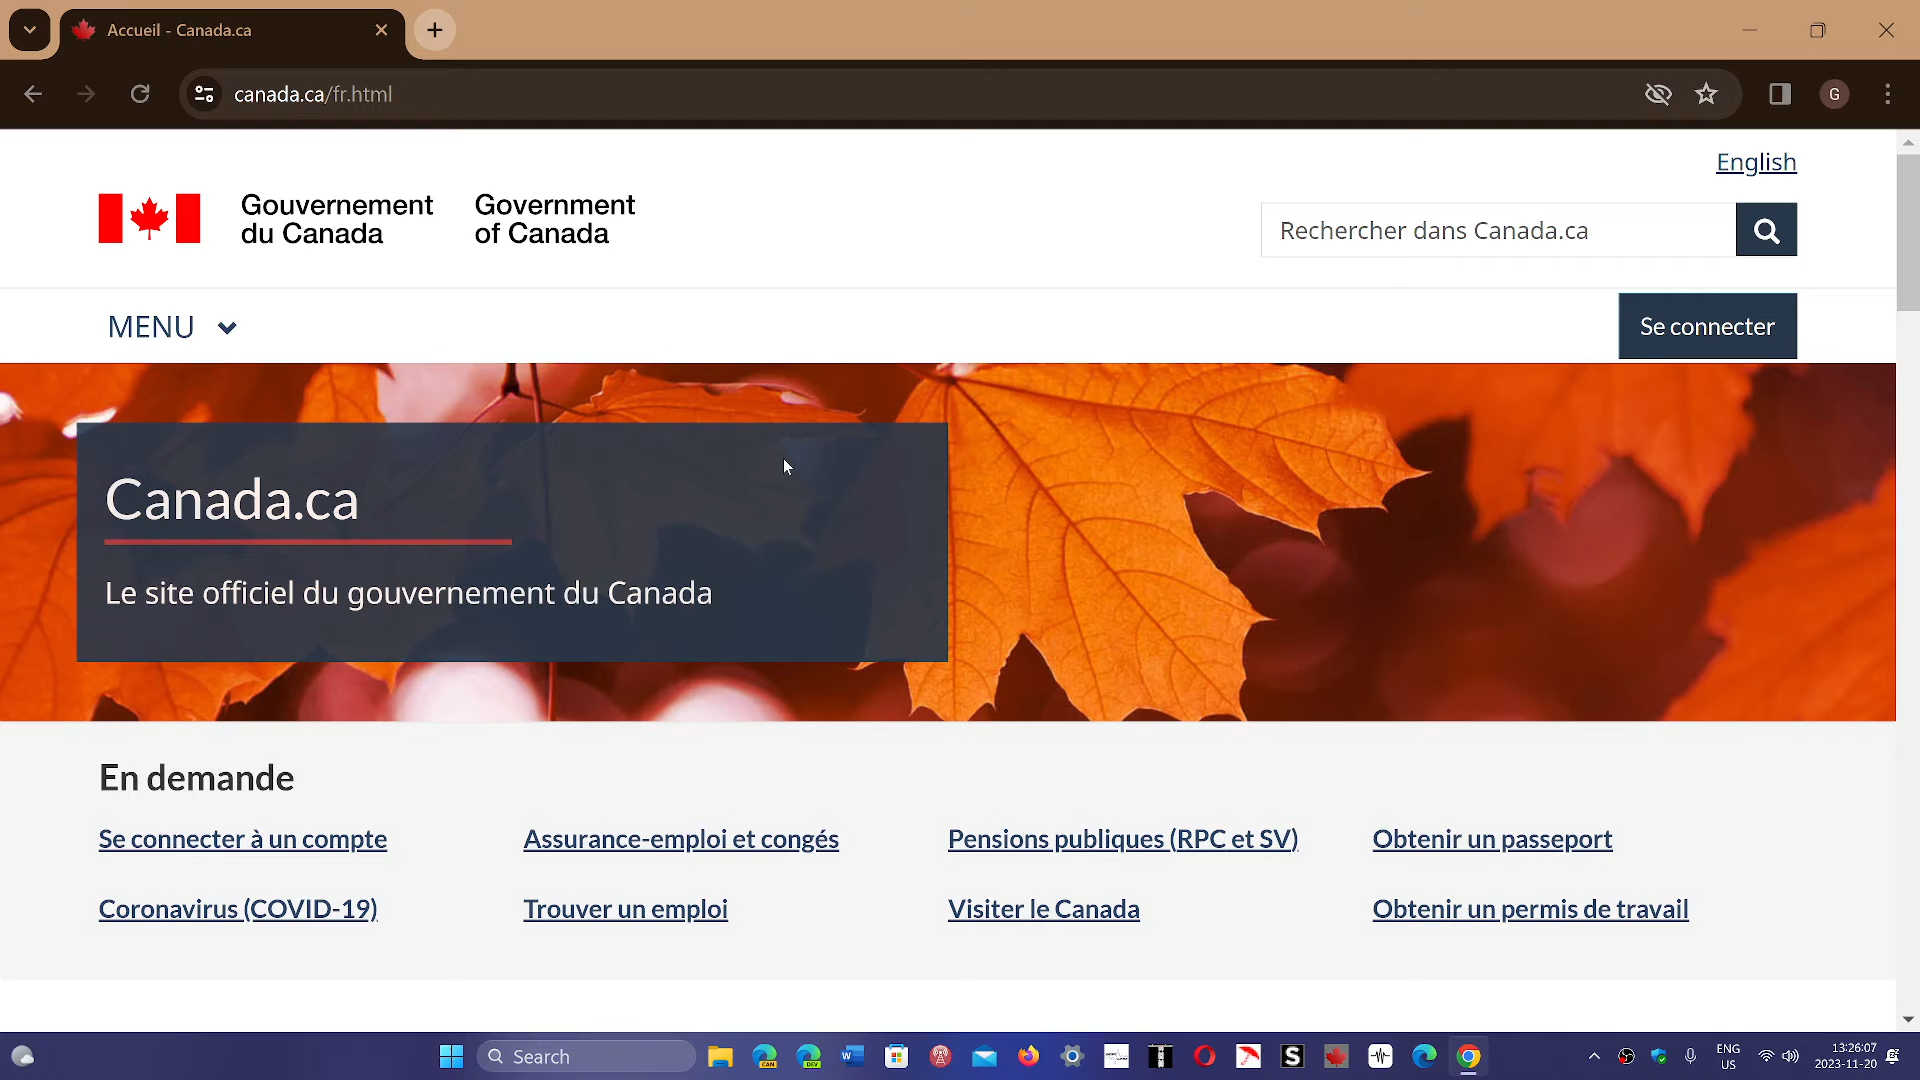 Accueil - Canada.ca
canada.ca/fr.html
G
English
Gouvernement du Canada
Government of Canada
Rechercher dans Canada.ca
MENU
Se connecter
Canada.ca
Le site officiel du gouvernement du Canada
En demande
Se connecter à un compte
Assurance-emploi et congés
Pensions publiques (RPC et SV)
Obtenir un passeport
Coronavirus (COVID-19)
Trouver un emploi
Visiter le Canada
Obtenir un permis de travail
Search
CAN
DEV
W
S
ENG
US
13:26:07
2023-11-20